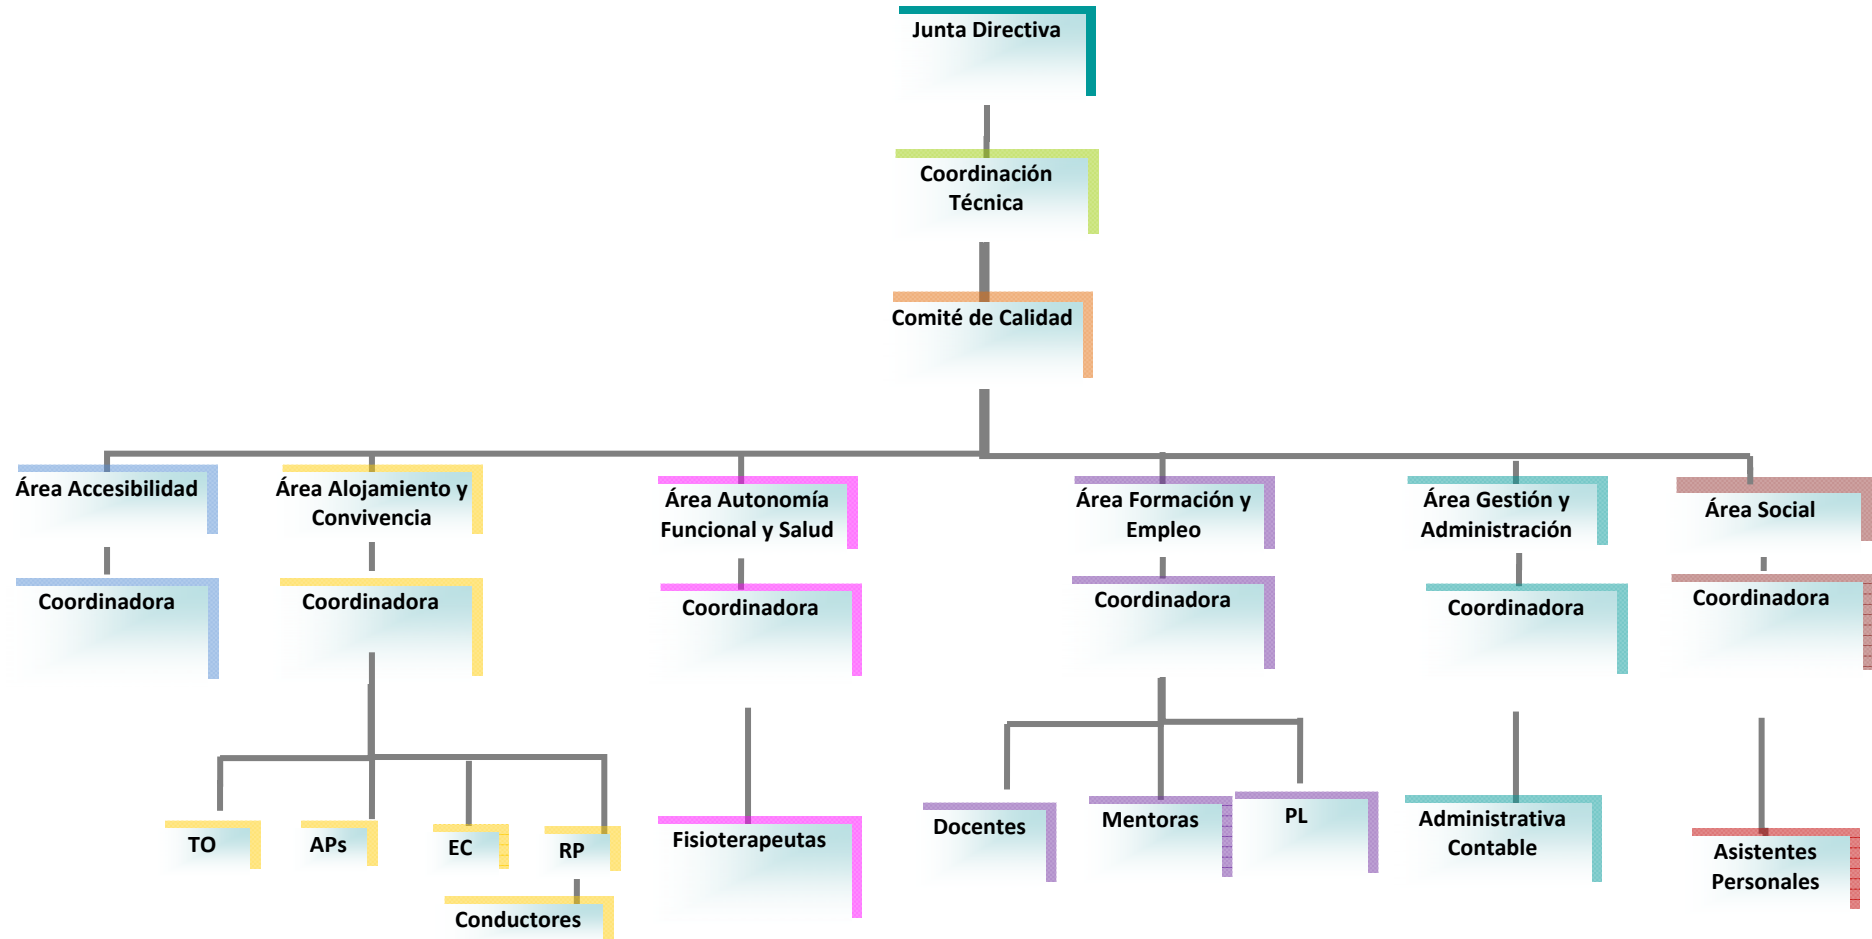 Junta Directiva
Coordinación
Técnica
Comité de Calidad
Área Accesibilidad
Área Alojamiento y
Convivencia
Área Autonomía
Funcional y Salud
Área Formación y
Empleo
Área Gestión y
Administración
Área Social
Coordinadora
Coordinadora
Coordinadora
Coordinadora
Coordinadora
Coordinadora
TO
APs
EC
RP
Conductores
Fisioterapeutas
Docentes
Mentoras
PL
Administrativa
Contable
Asistentes
Personales